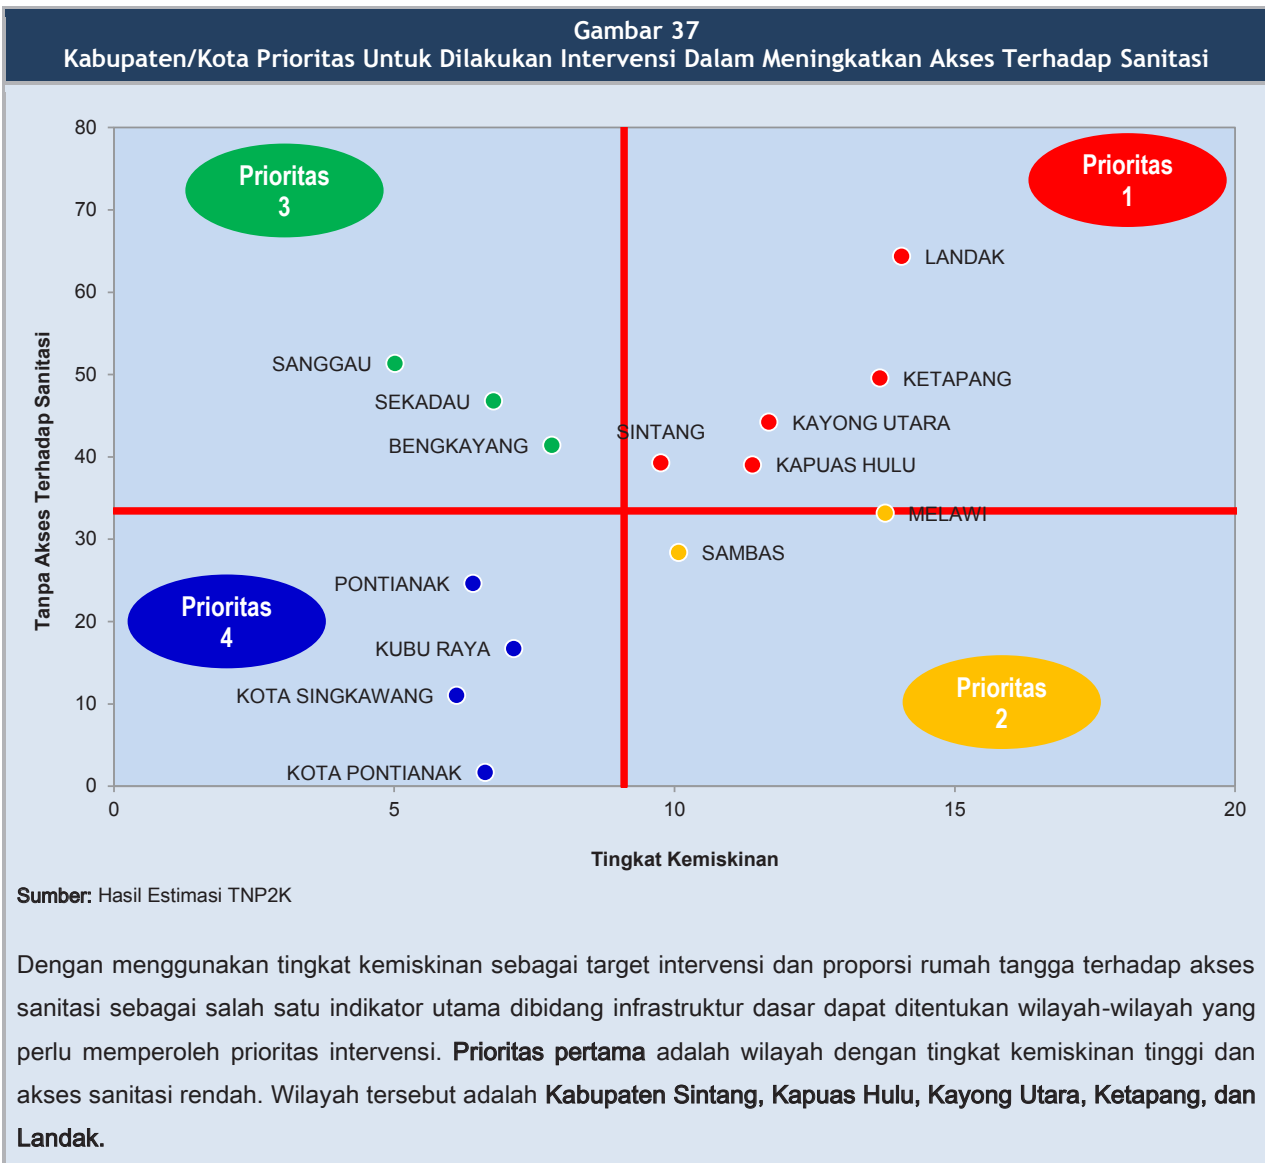 Gambar 37
Kabupaten/Kota Prioritas Untuk Dilakukan Intervensi Dalam Meningkatkan Akses Terhadap Sanitasi
80
70
60
50
40
30
20
10
0
Tanpa Akses Terhadap Sanitasi
Prioritas
3
Prioritas
1
LANDAK
SANGGAU
KETAPANG
SEKADAU
KAYONG UTARA
SINTANG
BENGKAYANG
KAPUAS HULU
MELAWI
SAMBAS
PONTIANAK
Prioritas
4
KUBU RAYA
KOTA SINGKAWANG
Prioritas
2
KOTA PONTIANAK
0
5
10
15
20
Tingkat Kemiskinan
Sumber: Hasil Estimasi TNP2K
Dengan menggunakan tingkat kemiskinan sebagai target intervensi dan proporsi rumah tangga terhadap akses
sanitasi sebagai salah satu indikator utama dibidang infrastruktur dasar dapat ditentukan wilayah-wilayah yang
perlu memperoleh prioritas intervensi. Prioritas pertama adalah wilayah dengan tingkat kemiskinan tinggi dan
akses sanitasi rendah. Wilayah tersebut adalah Kabupaten Sintang, Kapuas Hulu, Kayong Utara, Ketapang, dan
Landak.